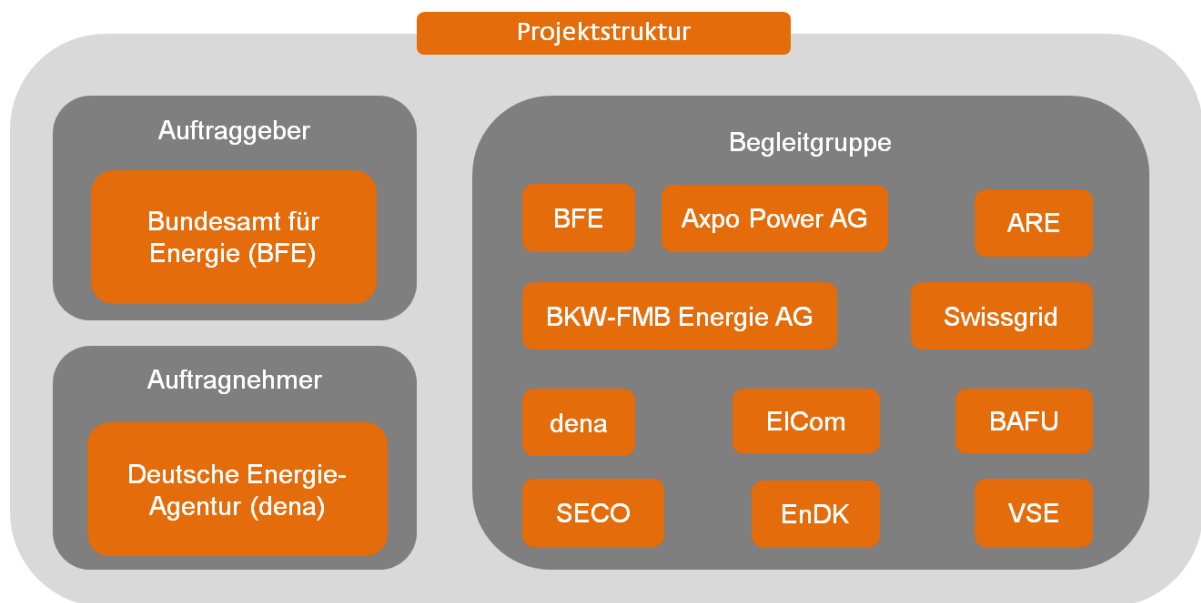 Projektstruktur
Auftraggeber
Bundesamt für
Energie (BFE)
Auftragnehmer
Deutsche Energie-
Agentur (dena)
Begleitgruppe
BFE
Axpo Power AG
ARE
BKW-FMB Energie AG
Swissgrid
dena
ElCom
BAFU
SECO
EnDK
VSE